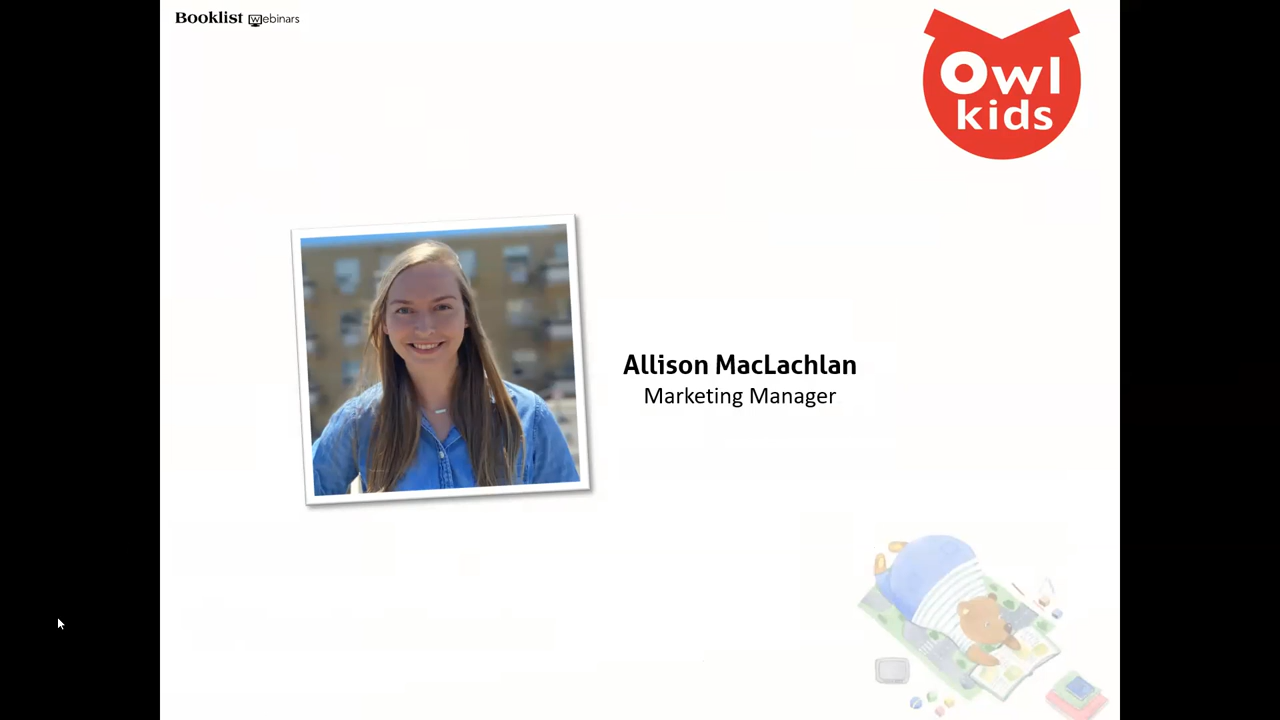 Booklist Webinars
Owl
kids
Allison MacLachlan
Marketing Manager